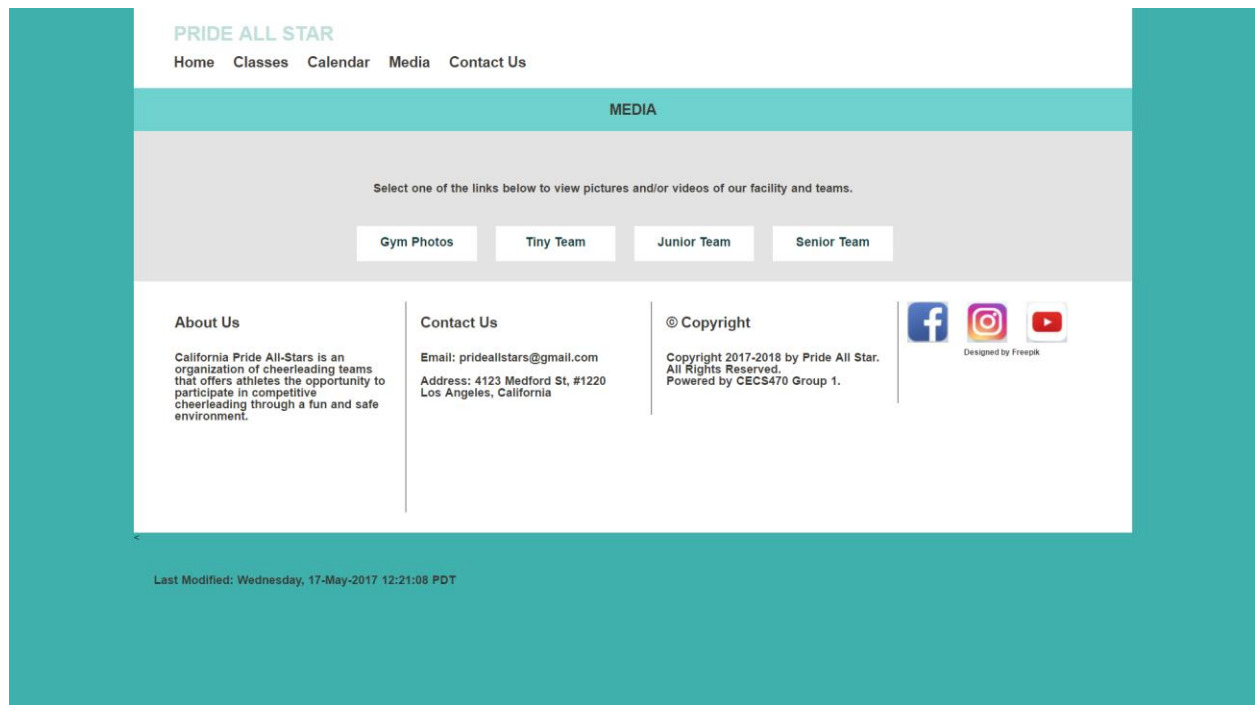 PRIDE ALL STAR
Home Classes Calendar Media Contact Us
MEDIA
Select one of the links below to view pictures and/or videos of our facility and teams.
Gym Photos Tiny Team Junior Team Senior Team
About Us
California Pride All-Stars is an
organization of cheerleading teams
that offers athletes the opportunity to
participate in competitive
cheerleading through a fun and safe
environment.
Contact Us
Email: prideallstars@gmail.com
Address: 4123 Medford St, #1220
Los Angeles, California
© Copyright
Copyright 2017-2018 by Pride All Star.
All Rights Reserved.
Powered by CECS470 Group 1.
f
Designed by Freepik
<
Last Modified: Wednesday, 17-May-2017 12:21:08 PDT